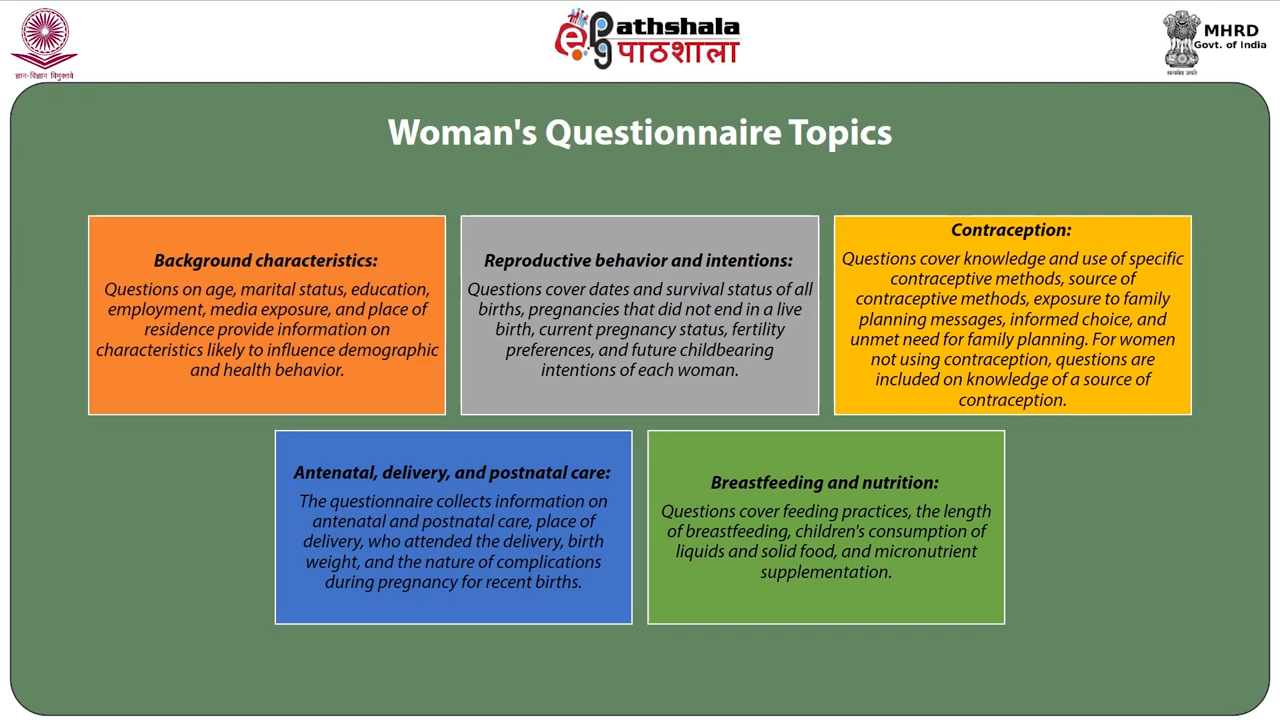 ज्ञान-विज्ञान विमुक्तये
ePathshala
पाठशाला
MHRD
Govt. of India
सत्यमेव जयते
Woman's Questionnaire Topics
Background characteristics:
Questions on age, marital status, education,
employment, media exposure, and place of
residence provide information on
characteristics likely to influence demographic
and health behavior.
Reproductive behavior and intentions:
Questions cover dates and survival status of all
births, pregnancies that did not end in a live
birth, current pregnancy status, fertility
preferences, and future childbearing
intentions of each woman.
Contraception:
Questions cover knowledge and use of specific
contraceptive methods, source of
contraceptive methods, exposure to family
planning messages, informed choice, and
unmet need for family planning. For women
not using contraception, questions are
included on knowledge of a source of
contraception.
Antenatal, delivery, and postnatal care:
The questionnaire collects information on
antenatal and postnatal care, place of
delivery, who attended the delivery, birth
weight, and the nature of complications
during pregnancy for recent births.
Breastfeeding and nutrition:
Questions cover feeding practices, the length
of breastfeeding, children's consumption of
liquids and solid food, and micronutrient
supplementation.